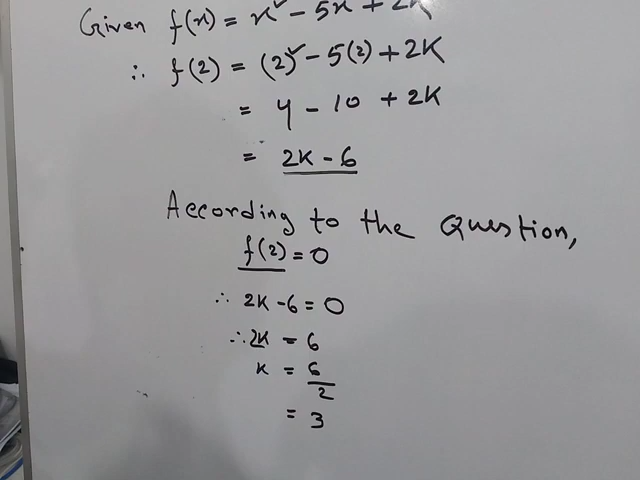 Given f(x) = x² - 5x + 2K
∴ f(2) = (2)² - 5(2) + 2K
= 4 - 10 + 2K
= 2K - 6
According to the Question,
f(2) = 0
∴ 2K - 6 = 0
∴ 2K = 6
K = 6/2
= 3